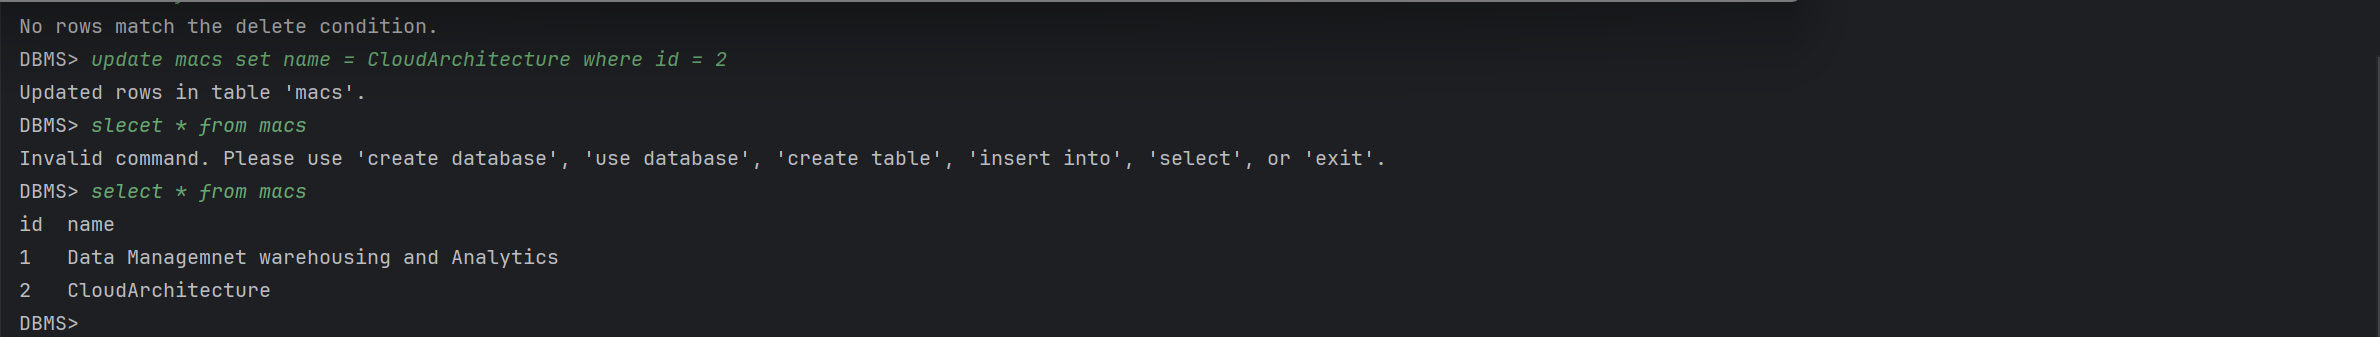 No rows match the delete condition.
DBMS> update macs set name = CloudArchitecture where id = 2
Updated rows in table 'macs'.
DBMS> slecet * from macs
Invalid command. Please use 'create database', 'use database', 'create table', 'insert into', 'select', or 'exit'.
DBMS> select * from macs
id  name
1   Data Managemnet warehousing and Analytics
2   CloudArchitecture
DBMS>